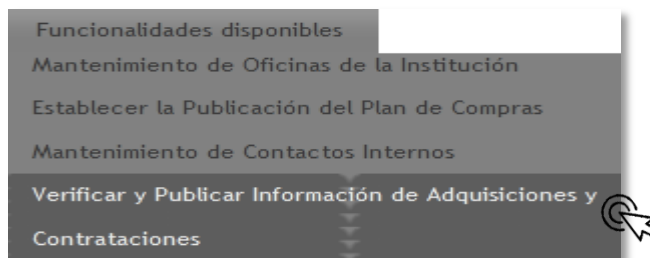 Funcionalidades disponibles
Mantenimiento de Oficinas de la Institución
Establecer la Publicación del Plan de Compras
Mantenimiento de Contactos Internos
Verificar y Publicar Información de Adquisiciones y
Contrataciones